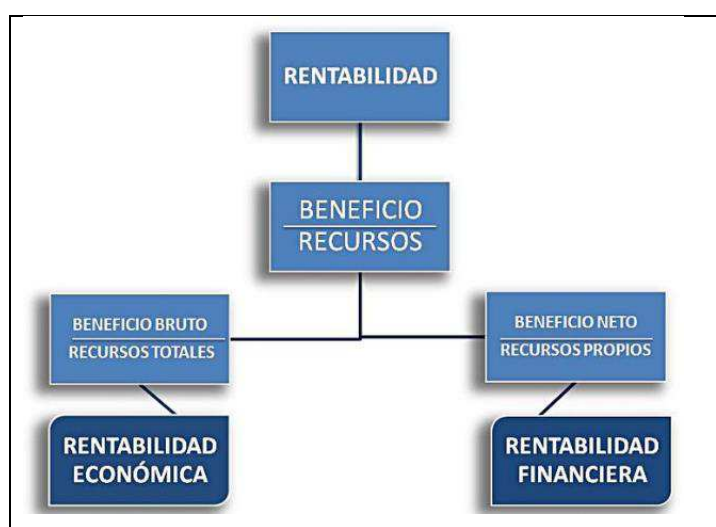 RENTABILIDAD
BENEFICIO
RECURSOS
BENEFICIO BRUTO
RECURSOS TOTALES
BENEFICIO NETO
RECURSOS PROPIOS
RENTABILIDAD
ECONÓMICA
RENTABILIDAD
FINANCIERA